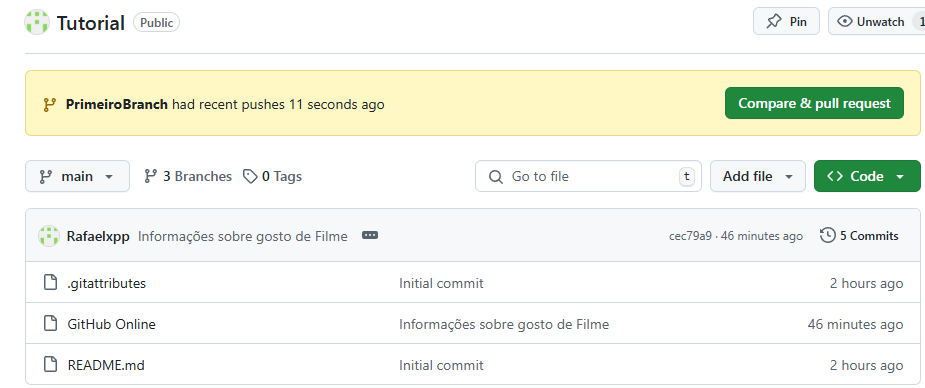 Tutorial Public Pin Unwatch 1
PrimeiroBranch had recent pushes 11 seconds ago Compare & pull request
main 3 Branches 0 Tags Go to file t Add file Code
Rafaelxpp Informações sobre gosto de Filme cec79a9 · 46 minutes ago 5 Commits
.gitattributes Initial commit 2 hours ago
GitHub Online Informações sobre gosto de Filme 46 minutes ago
README.md Initial commit 2 hours ago